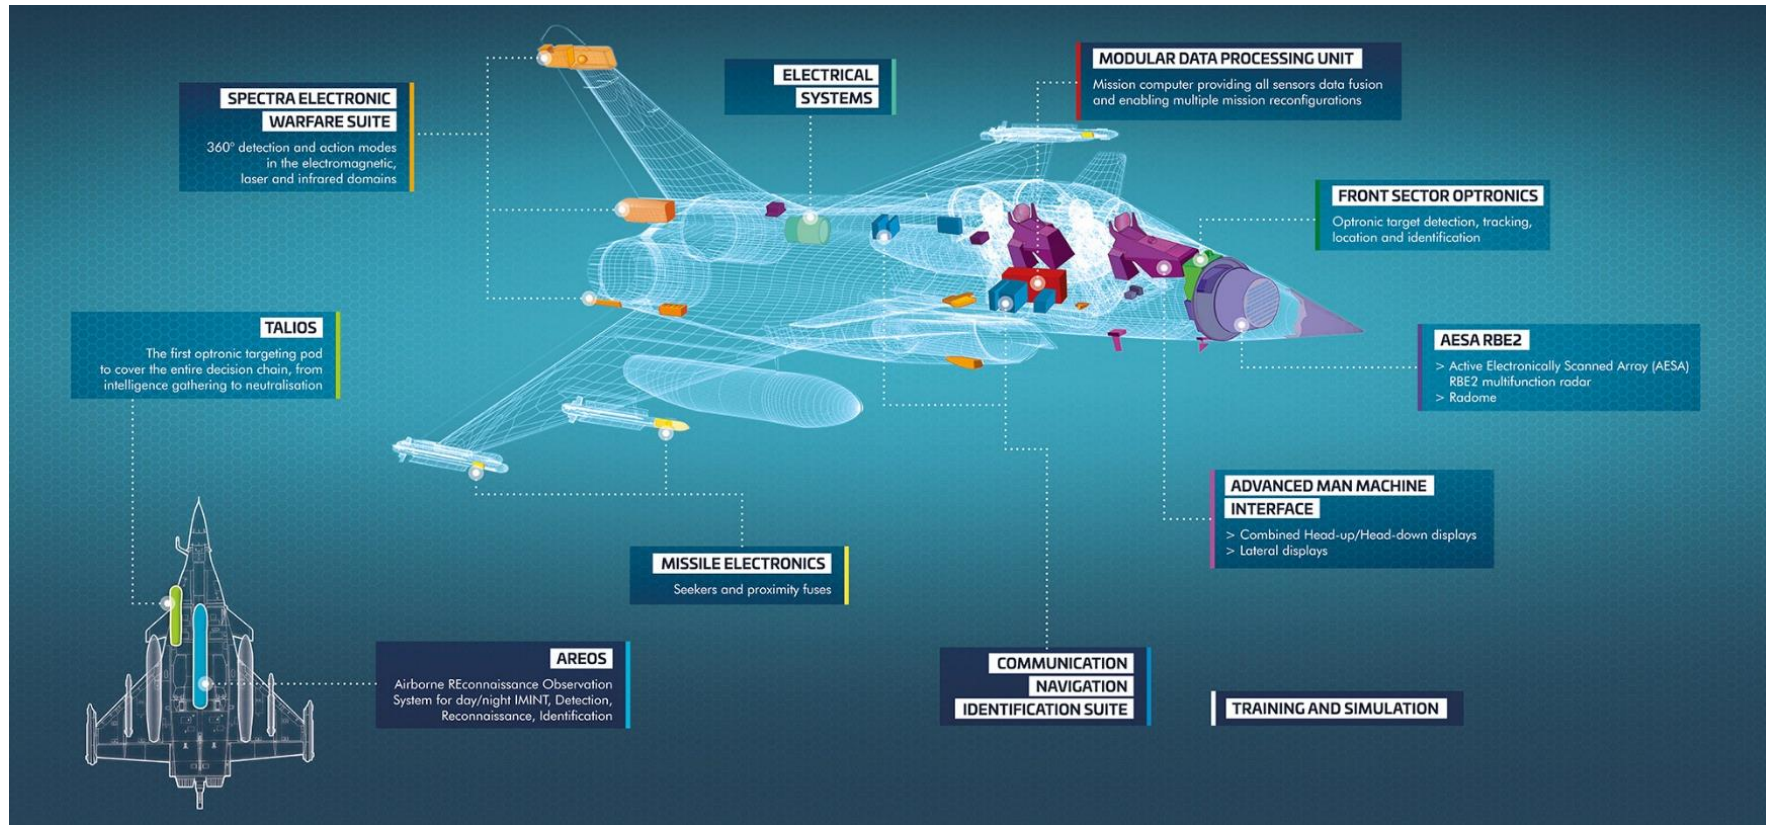 SPECTRA ELECTRONIC
WARFARE SUITE
360° detection and action modes
in the electromagnetic,
laser and infrared domains
ELECTRICAL
SYSTEMS
MODULAR DATA PROCESSING UNIT
Mission computer providing all sensors data fusion
and enabling multiple mission reconfigurations
FRONT SECTOR OPTRONICS
Optronic target detection, tracking,
location and identification
TALIOS
The first optronic targeting pod
to cover the entire decision chain, from
intelligence gathering to neutralisation
AESA RBE2
> Active Electronically Scanned Array (AESA)
RBE2 multifunction radar
> Radome
ADVANCED MAN MACHINE
INTERFACE
> Combined Head-up/Head-down displays
> Lateral displays
MISSILE ELECTRONICS
Seekers and proximity fuses
AREOS
Airborne REconnaissance Observation
System for day/night IMINT, Detection,
Reconnaissance, Identification
COMMUNICATION
NAVIGATION
IDENTIFICATION SUITE
TRAINING AND SIMULATION